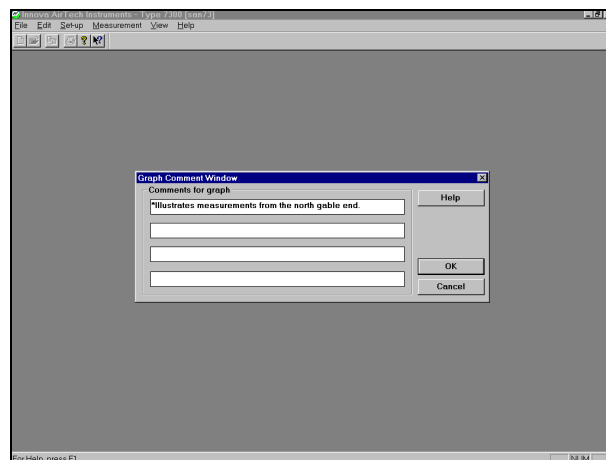 Innova AirTech Instruments - Type 7300 [snn73]
File Edit Set-up Measurement View Help
Graph Comment Window
Comments for graph
*Illustrates measurements from the north gable end.
Help
OK
Cancel
For Help, press F1
NUM